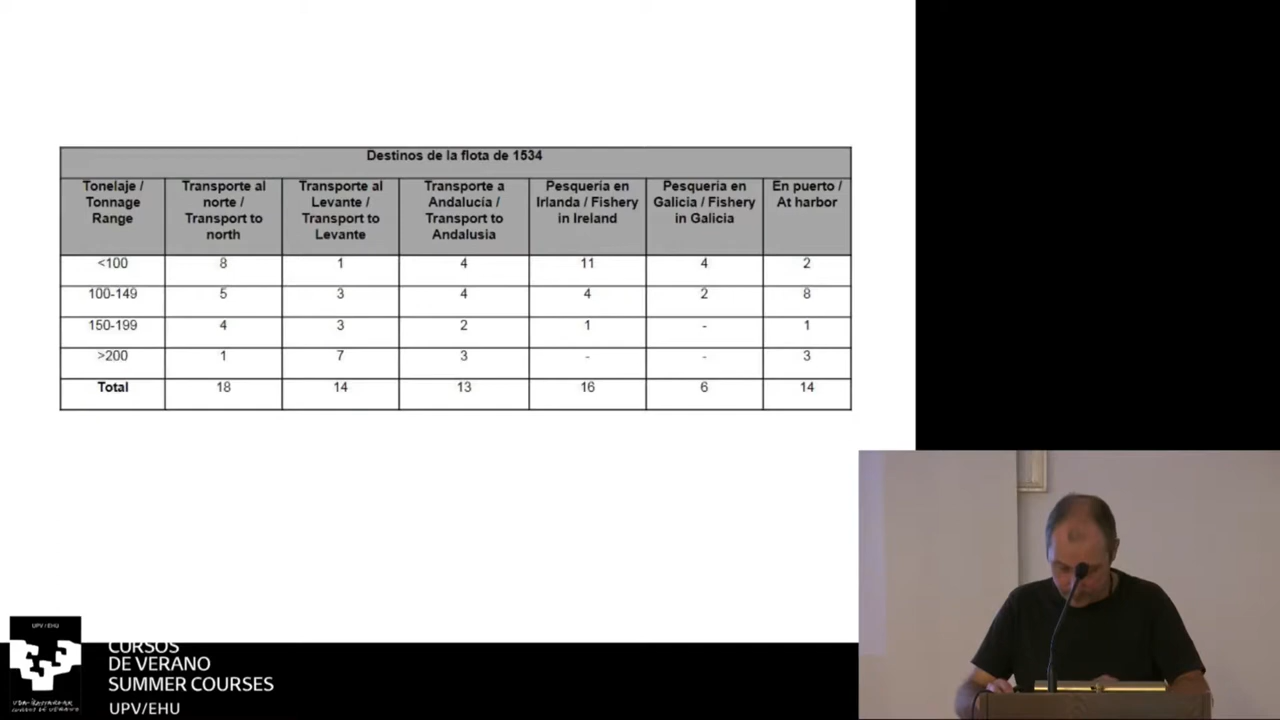 Destinos de la flota de 1534
Tonelaje / Tonnage Range | Transporte al norte / Transport to north | Transporte al Levante / Transport to Levante | Transporte a Andalucía / Transport to Andalusia | Pesquería en Irlanda / Fishery in Ireland | Pesquería en Galicia / Fishery in Galicia | En puerto / At harbor
<100 | 8 | 1 | 4 | 11 | 4 | 2
100-149 | 5 | 3 | 4 | 4 | 2 | 8
150-199 | 4 | 3 | 2 | 1 | - | 1
>200 | 1 | 7 | 3 | - | - | 3
Total | 18 | 14 | 13 | 16 | 6 | 14
UPV / EHU
CURSOS
DE VERANO
SUMMER COURSES
UPV/EHU